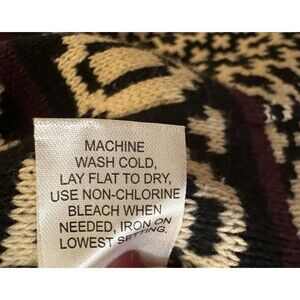 MACHINE
WASH COLD,
LAY FLAT TO DRY,
USE NON-CHLORINE
BLEACH WHEN
NEEDED, IRON ON
LOWEST SETTING.